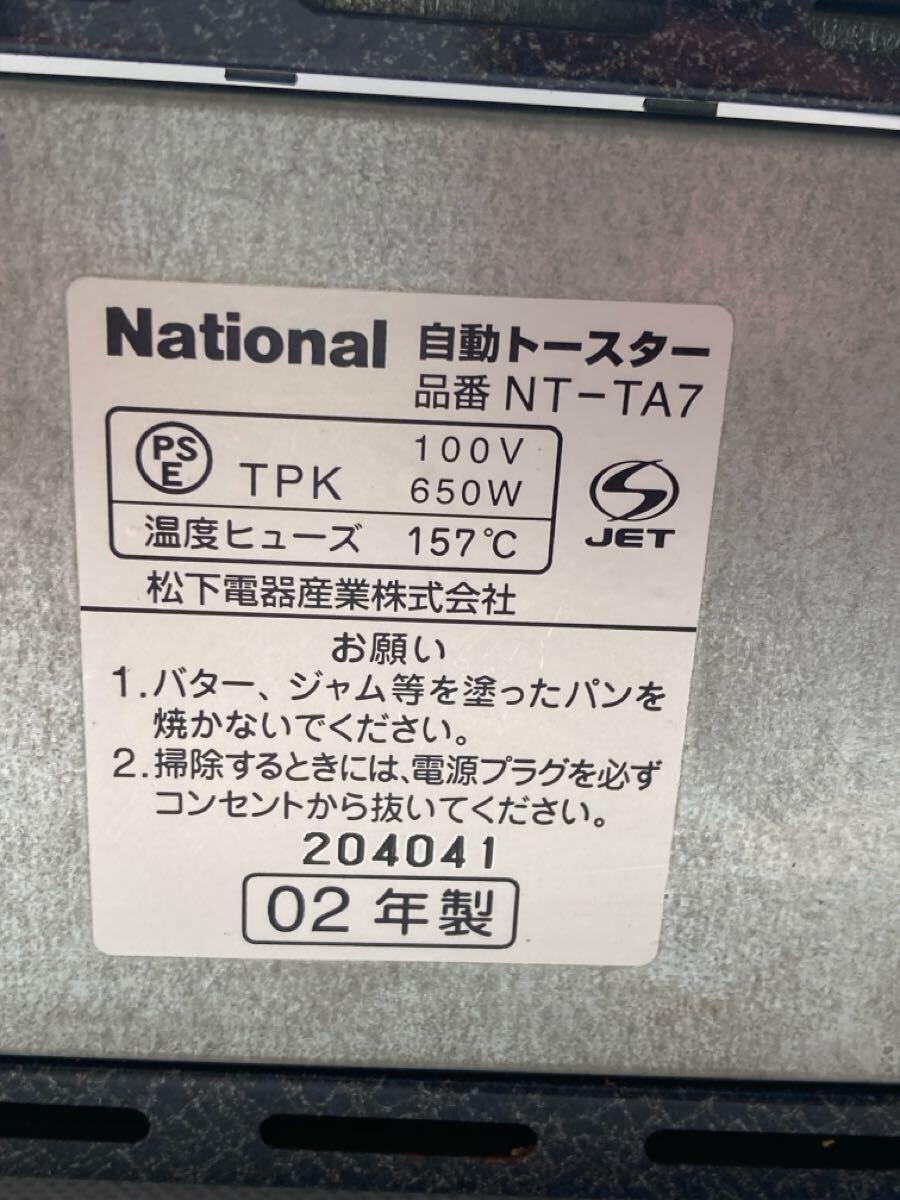 National 自動トースター
品番 NT-TA7
PSE TPK 100V
650W
温度ヒューズ 157℃
JET
松下電器産業株式会社
お願い
1.バター、ジャム等を塗ったパンを
焼かないでください。
2.掃除するときには、電源プラグを必ず
コンセントから抜いてください。
204041
02年製